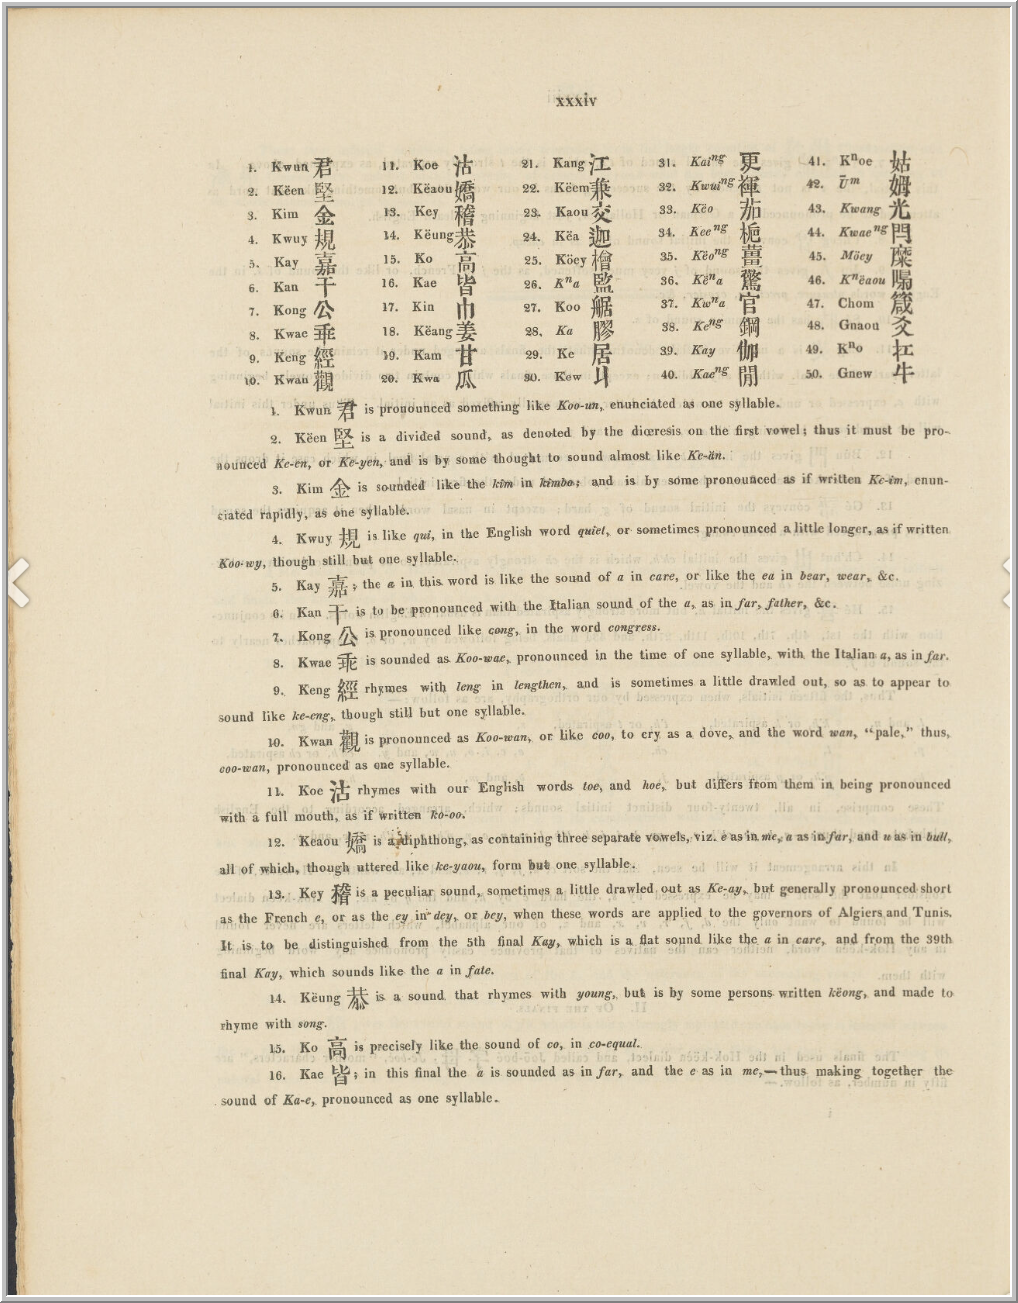 xxxiv
1. Kwun 君 11. Koe 沽 21. Kang 江 31. Kaing 更 41. Knoe 姑
2. Këen 堅 12. Këaou 嬌 22. Këem 兼 32. Kwuing 褌 42. Ūm 姆
3. Kim 金 13. Key 稽 23. Kaou 交 33. Këo 茄 43. Kwang 光
4. Kwuy 規 14. Këung 恭 24. Këa 迦 34. Keeng 梔 44. Kwaeng 閂
5. Kay 嘉 15. Ko 高 25. Köey 檜 35. Këong 薑 45. Möey 糜
6. Kan 干 16. Kae 皆 26. Kna 監 36. Këna 驚 46. Knëaou
7. Kong 公 17. Kin 巾 27. Koo 艍 37. Kwna 官 47. Chom 箴
8. Kwae 乖 18. Këang 姜 28. Ka 膠 38. Keng 鋼 48. Gnaou 爻
9. Keng 經 19. Kam 甘 29. Ke 居 39. Kay 伽 49. Kno 扛
10. Kwan 觀 20. Kwa 瓜 30. Kew 丩 40. Kaeng 閒 50. Gnew 牛
1. Kwun 君 is pronounced something like Koo-un, enunciated as one syllable.
2. Këen 堅 is a divided sound, as denoted by the diœresis on the first vowel; thus it must be pro-
nounced Ke-en, or Ke-yen, and is by some thought to sound almost like Ke-än.
3. Kim 金 is sounded like the kim in kimbo; and is by some pronounced as if written Ke-im, enun-
ciated rapidly, as one syllable.
4. Kwuy 規 is like qui, in the English word quiet, or sometimes pronounced a little longer, as if written
Koo-wy, though still but one syllable.
5. Kay 嘉; the a in this word is like the sound of a in care, or like the ea in bear, wear, &c.
6. Kan 干 is to be pronounced with the Italian sound of the a, as in far, father, &c.
7. Kong 公 is pronounced like cong, in the word congress.
8. Kwae 乖 is sounded as Koo-wae, pronounced in the time of one syllable, with the Italian a, as in far.
9. Keng 經 rhymes with leng in lengthen, and is sometimes a little drawled out, so as to appear to
sound like ke-eng, though still but one syllable.
10. Kwan 觀 is pronounced as Koo-wan, or like coo, to cry as a dove, and the word wan, “pale,” thus,
coo-wan, pronounced as one syllable.
11. Koe 沽 rhymes with our English words toe, and hoe, but differs from them in being pronounced
with a full mouth, as if written ko-oo.
12. Këaou 嬌 is a diphthong, as containing three separate vowels, viz. e as in me, a as in far, and u as in bull,
all of which, though uttered like ke-yaou, form but one syllable.
13. Key 稽 is a peculiar sound, sometimes a little drawled out as Ke-ay, but generally pronounced short
as the French e, or as the ey in dey, or bey, when these words are applied to the governors of Algiers and Tunis.
It is to be distinguished from the 5th final Kay, which is a flat sound like the a in care, and from the 39th
final Kay, which sounds like the a in fate.
14. Këung 恭 is a sound that rhymes with young, but is by some persons written këong, and made to
rhyme with song.
15. Ko 高 is precisely like the sound of co, in co-equal.
16. Kae 皆; in this final the a is sounded as in far, and the e as in me,—thus making together the
sound of Ka-e, pronounced as one syllable.